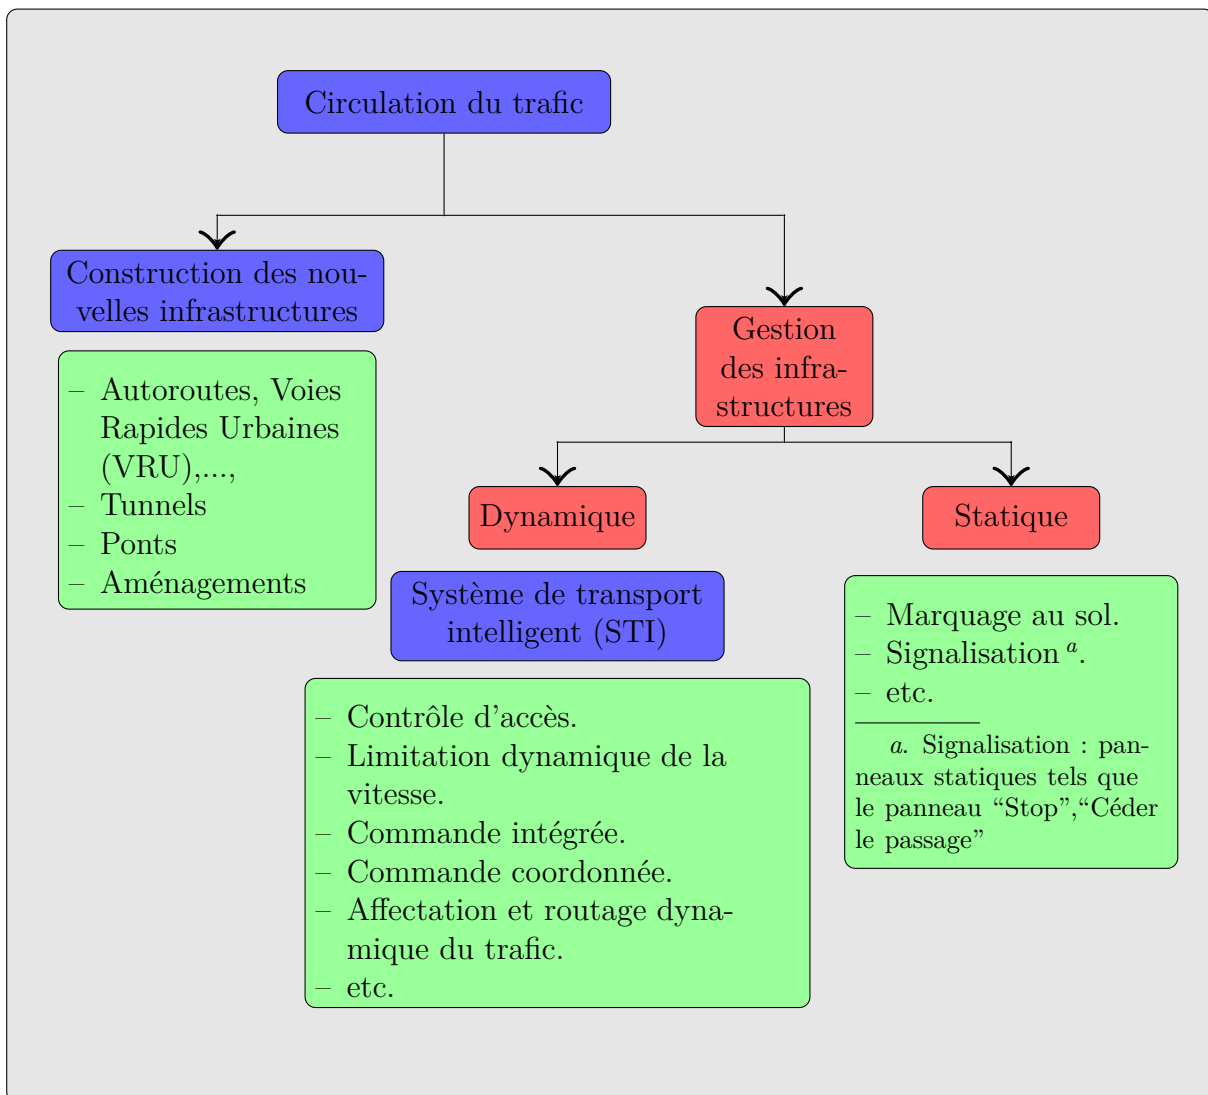 Circulation du trafic
Construction des nou-
velles infrastructures
– Autoroutes, Voies
Rapides Urbaines
(VRU),...,
– Tunnels
– Ponts
– Aménagements
Gestion
des infra-
structures
Dynamique
Système de transport
intelligent (STI)
– Contrôle d'accès.
– Limitation dynamique de la
vitesse.
– Commande intégrée.
– Commande coordonnée.
– Affectation et routage dyna-
mique du trafic.
– etc.
Statique
– Marquage au sol.
– Signalisation a.
– etc.
a. Signalisation : pan-
neaux statiques tels que
le panneau “Stop”,“Céder
le passage”